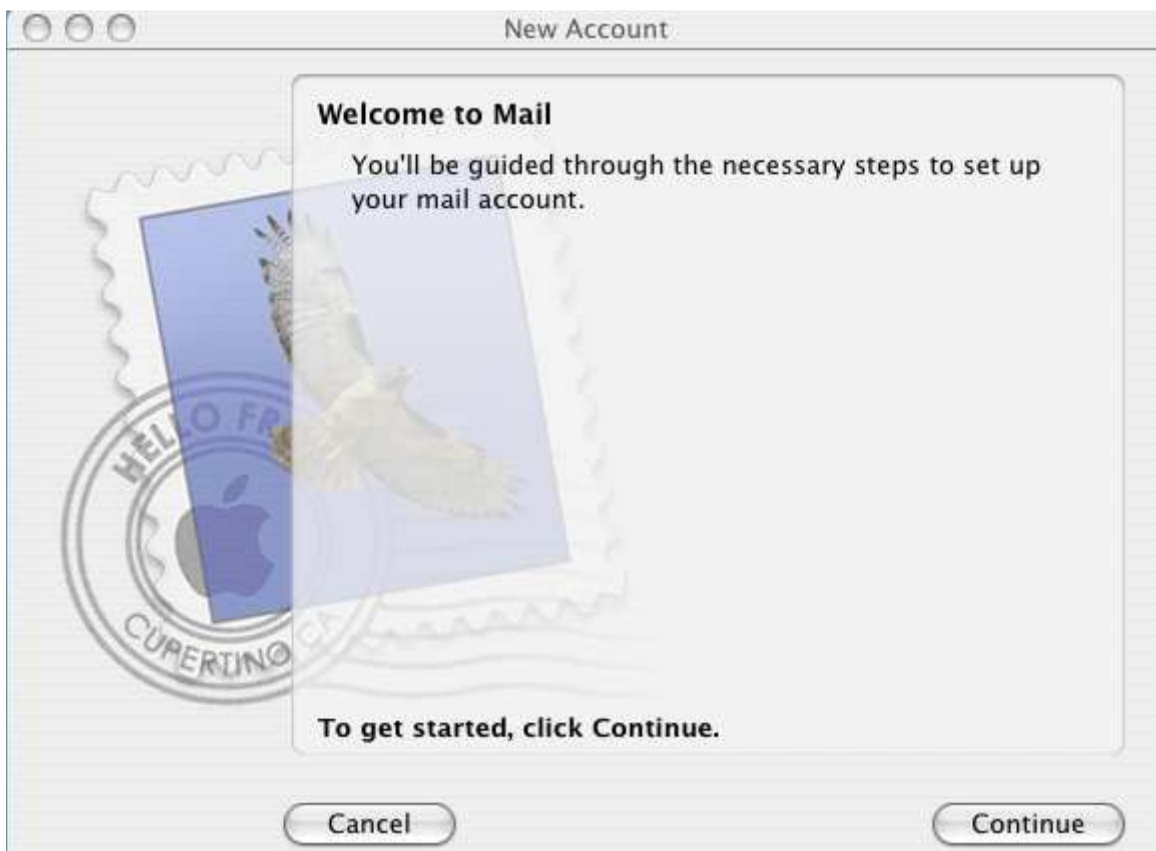 New Account
Welcome to Mail
You'll be guided through the necessary steps to set up
your mail account.
HELLO FR
CUPERTINO CA
To get started, click Continue.
Cancel
Continue